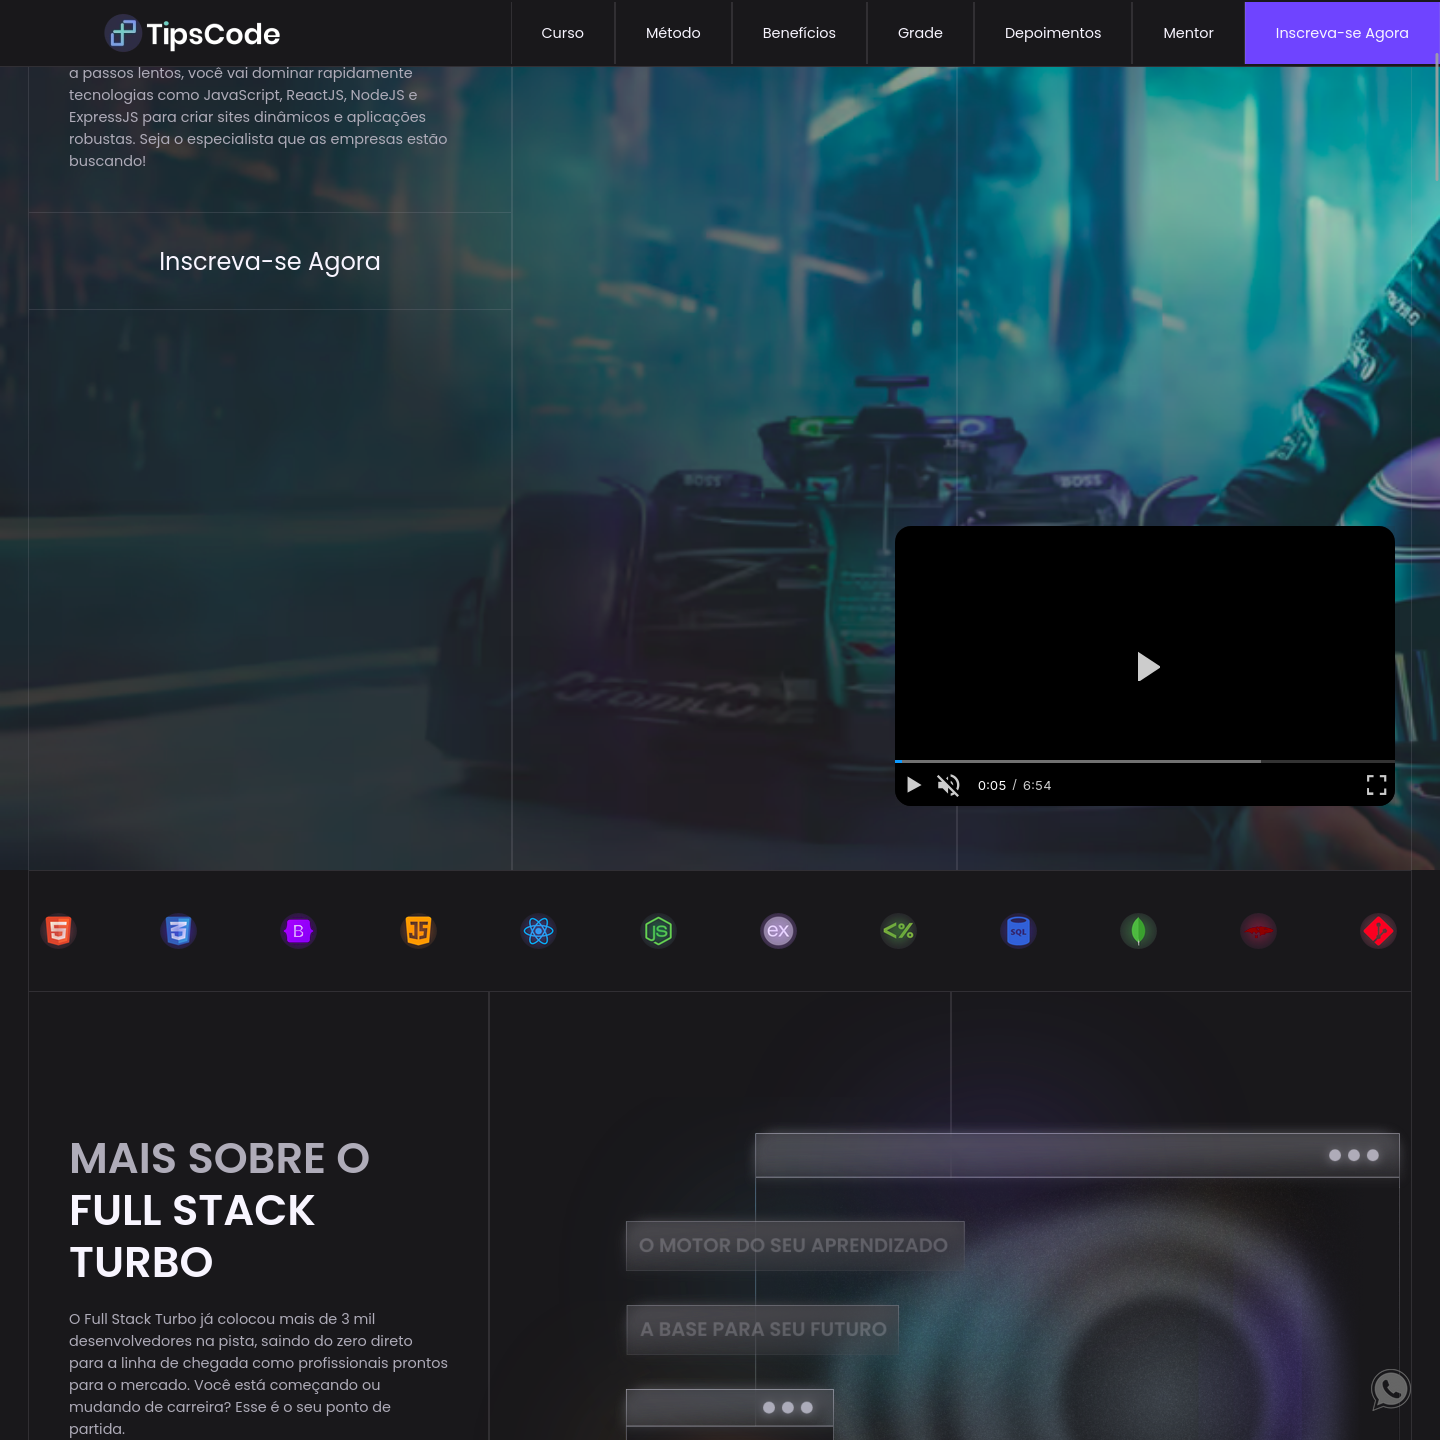 TipsCode
Curso
Método
Benefícios
Grade
Depoimentos
Mentor
Inscreva-se Agora
a passos lentos, você vai dominar rapidamente
tecnologias como JavaScript, ReactJS, NodeJS e
ExpressJS para criar sites dinâmicos e aplicações
robustas. Seja o especialista que as empresas estão
buscando!
Inscreva-se Agora
BOSS
BOSS
0:05 / 6:54
B
JS
JS
ex
<%
SQL
MAIS SOBRE O
FULL STACK
TURBO
O Full Stack Turbo já colocou mais de 3 mil
desenvolvedores na pista, saindo do zero direto
para a linha de chegada como profissionais prontos
para o mercado. Você está começando ou
mudando de carreira? Esse é o seu ponto de
partida.
O MOTOR DO SEU APRENDIZADO
A BASE PARA SEU FUTURO